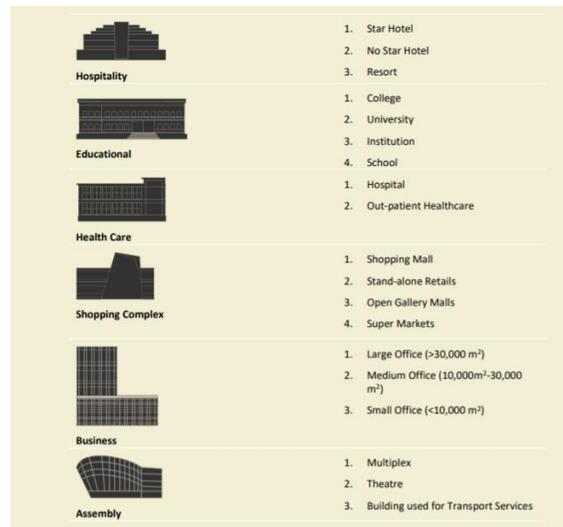 Hospitality
1. Star Hotel
2. No Star Hotel
3. Resort
Educational
1. College
2. University
3. Institution
4. School
Health Care
1. Hospital
2. Out-patient Healthcare
Shopping Complex
1. Shopping Mall
2. Stand-alone Retails
3. Open Gallery Malls
4. Super Markets
Business
1. Large Office (>30,000 m²)
2. Medium Office (10,000m²-30,000
m²)
3. Small Office (<10,000 m²)
Assembly
1. Multiplex
2. Theatre
3. Building used for Transport Services